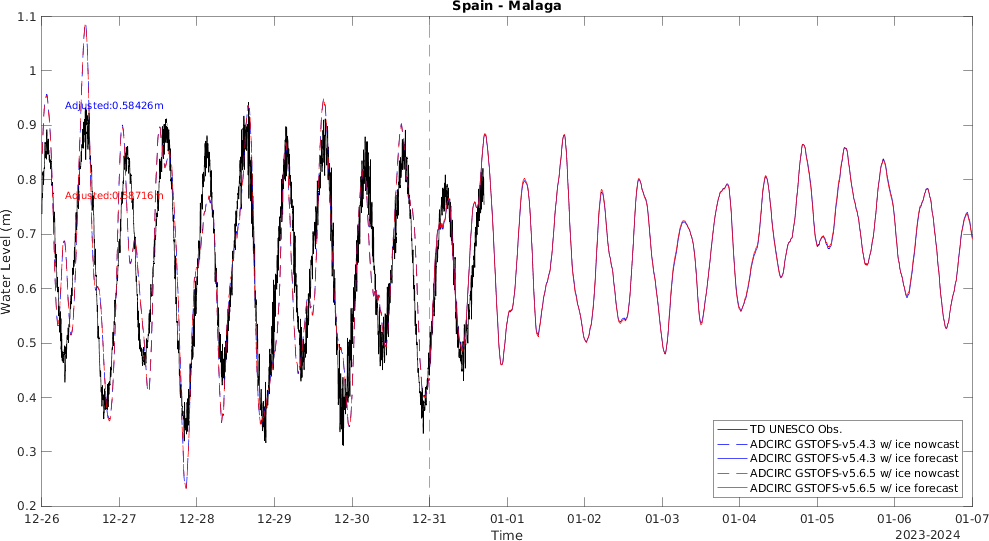 Spain - Malaga
1.1
1
0.9
0.8
0.7
0.6
0.5
0.4
0.3
0.2
Water Level (m)
Adjusted:0.58426m
Adjusted:0.58716m
TD UNESCO Obs.
ADCIRC GSTOFS-v5.4.3 w/ ice nowcast
ADCIRC GSTOFS-v5.4.3 w/ ice forecast
ADCIRC GSTOFS-v5.6.5 w/ ice nowcast
ADCIRC GSTOFS-v5.6.5 w/ ice forecast
12-26 12-27 12-28 12-29 12-30 12-31 01-01 01-02 01-03 01-04 01-05 01-06 01-07
Time
2023-2024